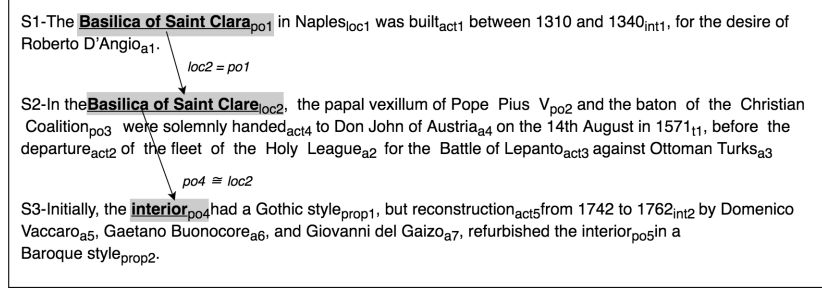 S1-The Basilica of Saint Clara po1 in Naples loc1 was built act1 between 1310 and 1340 int1, for the desire of
Roberto D'Angio a1.
loc2 = po1
S2-In the Basilica of Saint Clare loc2, the papal vexillum of Pope Pius V po2 and the baton of the Christian
Coalition po3 were solemnly handed act4 to Don John of Austria a4 on the 14th August in 1571 t1, before the
departure act2 of the fleet of the Holy League a2 for the Battle of Lepanto act3 against Ottoman Turks a3
po4 ≅ loc2
S3-Initially, the interior po4 had a Gothic style prop1, but reconstruction act5 from 1742 to 1762 int2 by Domenico
Vaccaro a5, Gaetano Buonocore a6, and Giovanni del Gaizo a7, refurbished the interior po5 in a
Baroque style prop2.